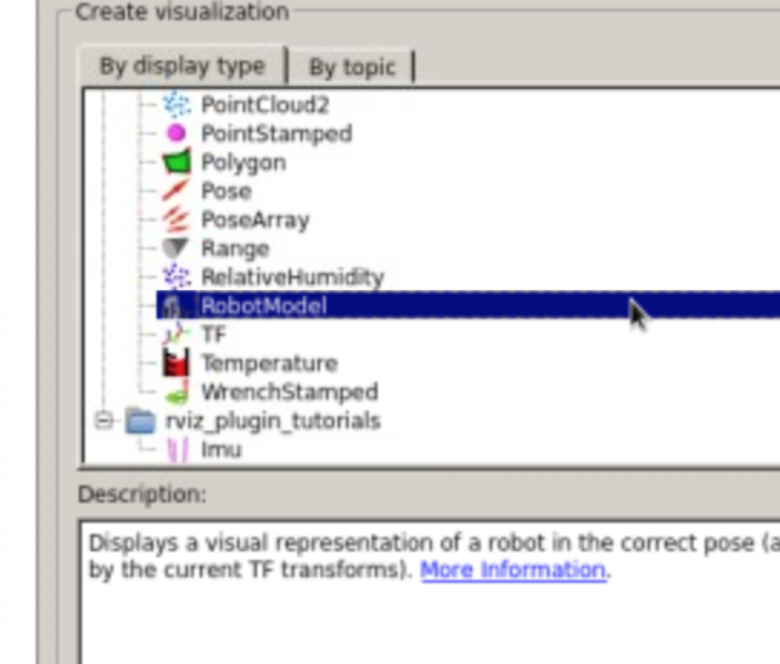 Create visualization
By display type
By topic
PointCloud2
PointStamped
Polygon
Pose
PoseArray
Range
RelativeHumidity
RobotModel
TF
Temperature
WrenchStamped
rviz_plugin_tutorials
Imu
Description:
Displays a visual representation of a robot in the correct pose (a
by the current TF transforms). More Information.